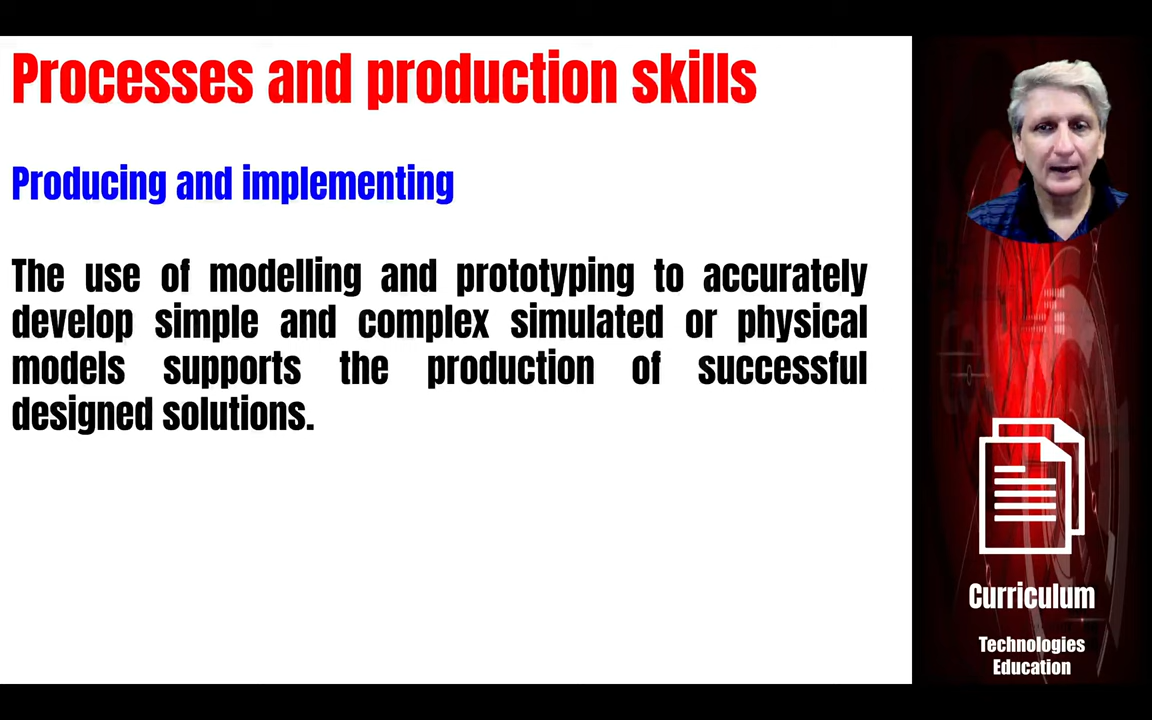 Processes and production skills
Producing and implementing
The use of modelling and prototyping to accurately
develop simple and complex simulated or physical
models supports the production of successful
designed solutions.
Curriculum
Technologies
Education